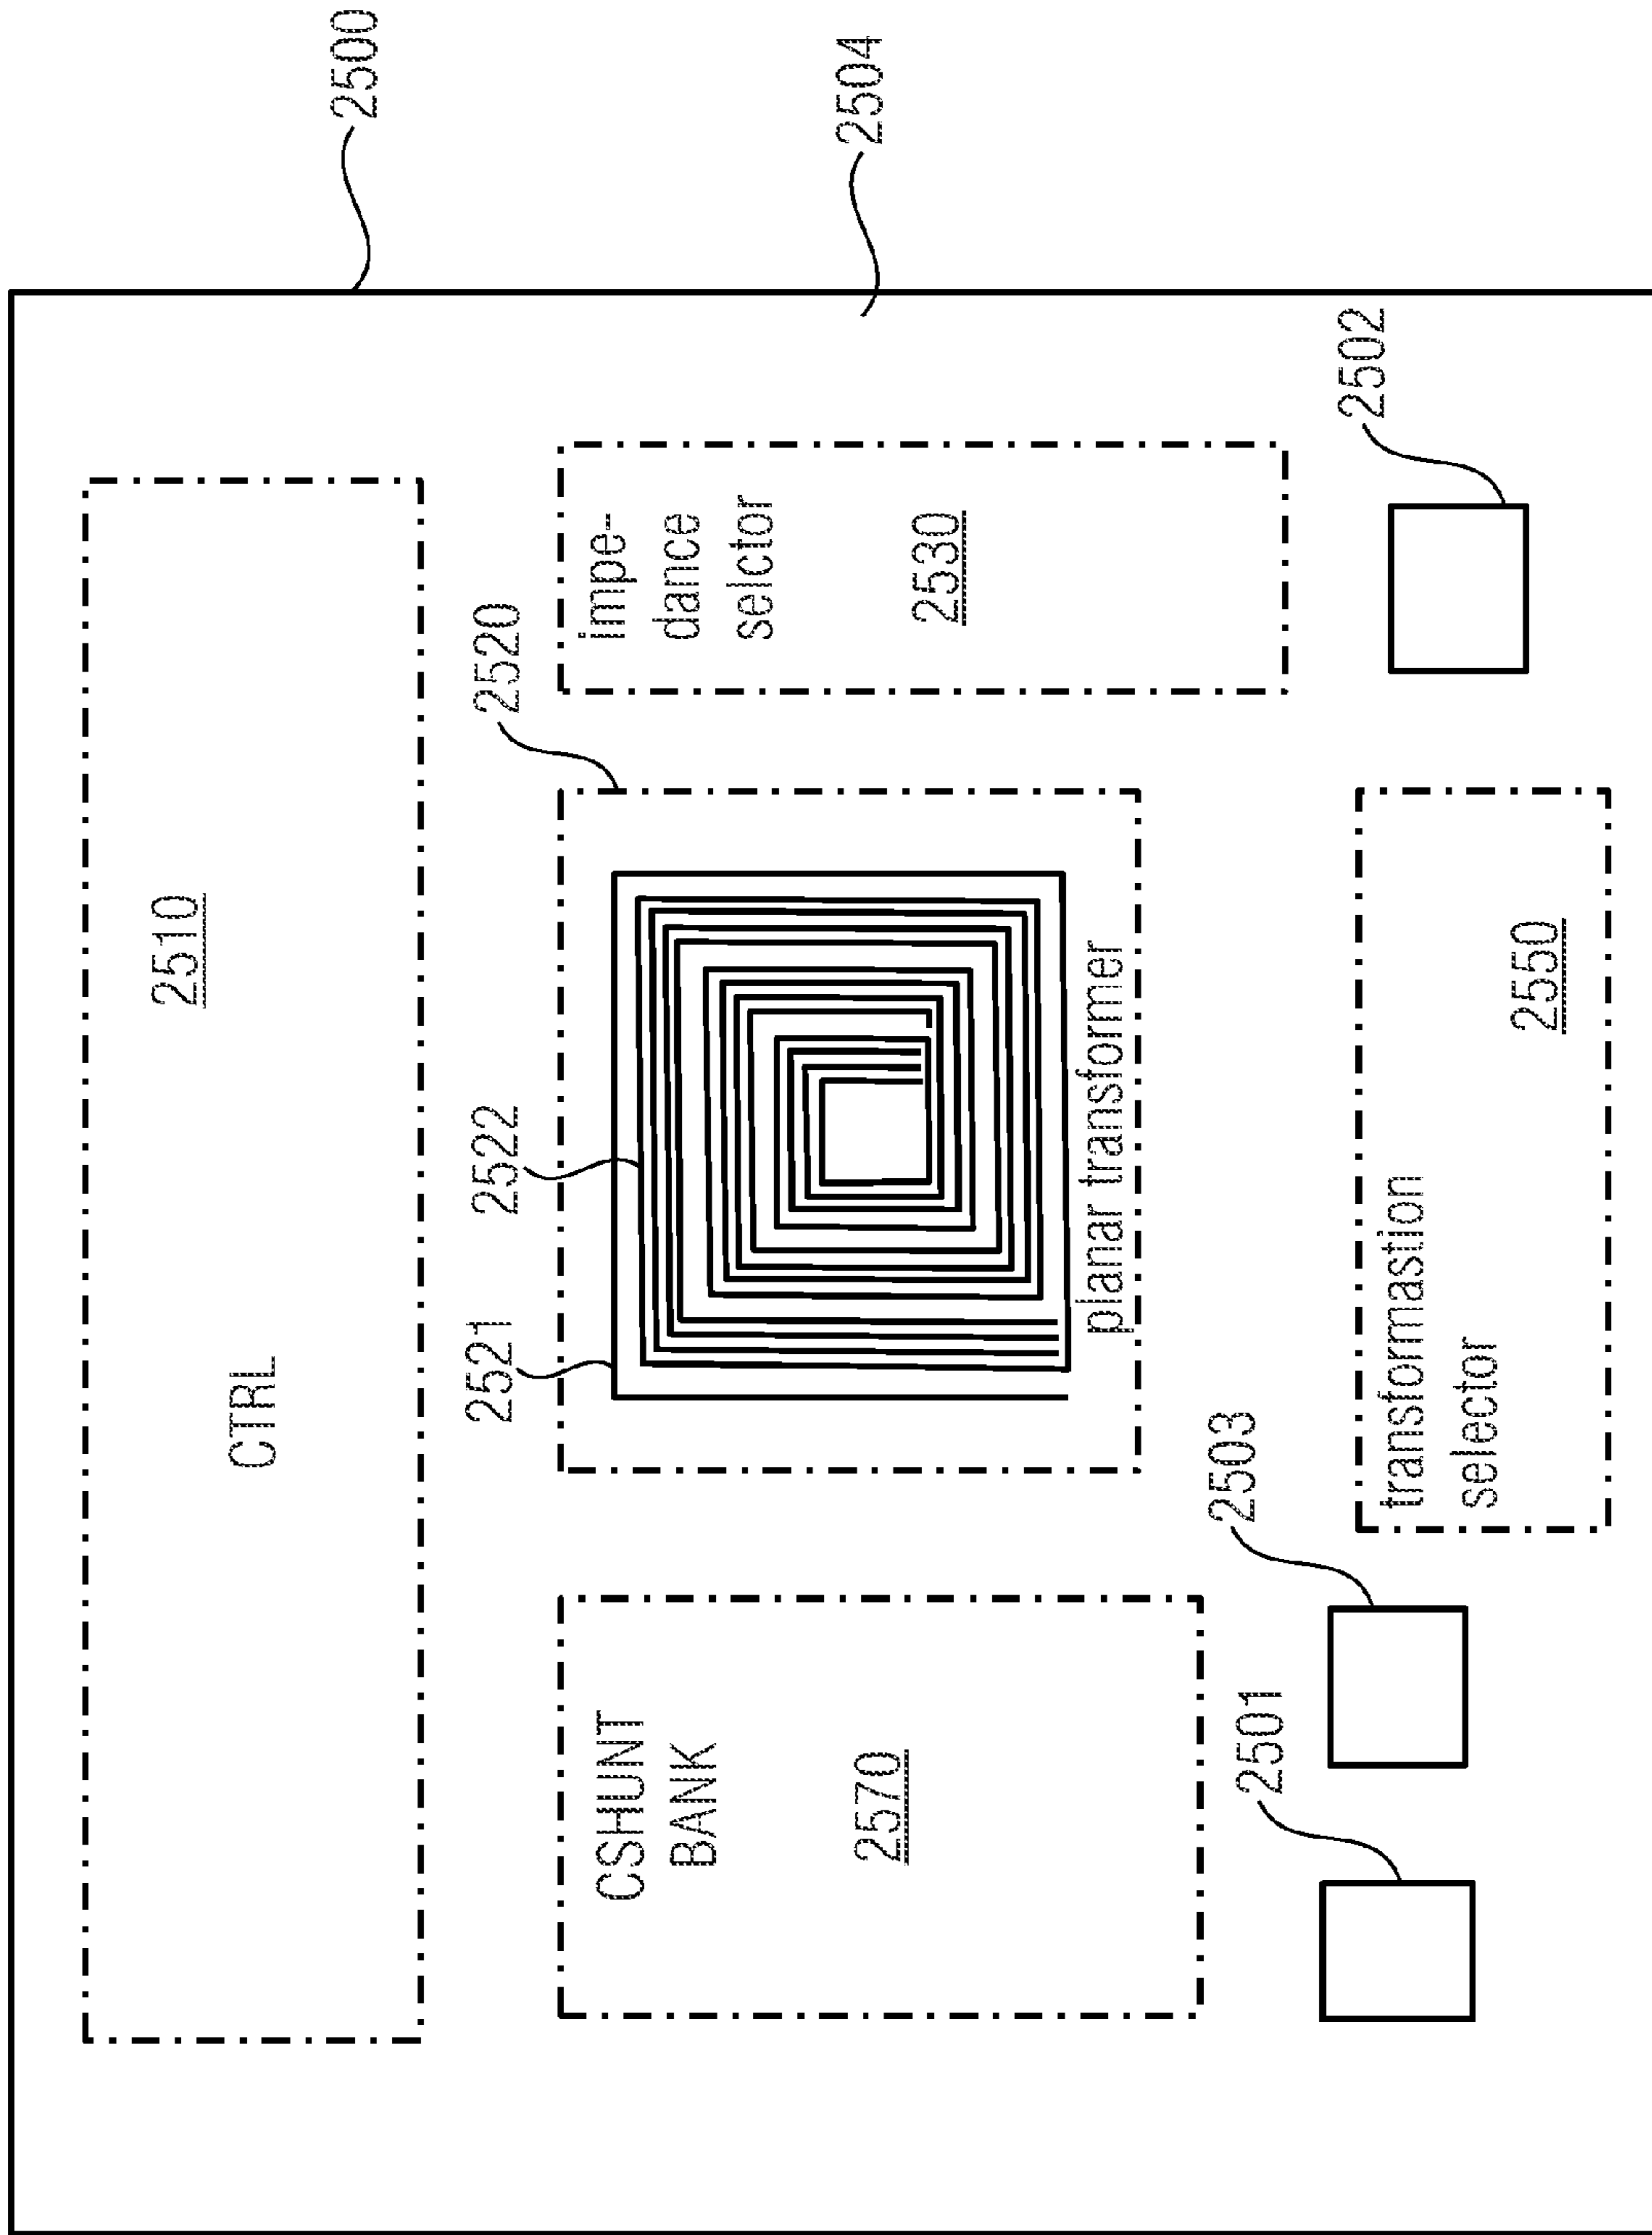 2500
2504
CTRL
2510
2521
2522
2520
CSHUNT
BANK
2570
planar transformer
impe-
dance
selctor
2530
2501
2503
2502
transformastion
selector
2550